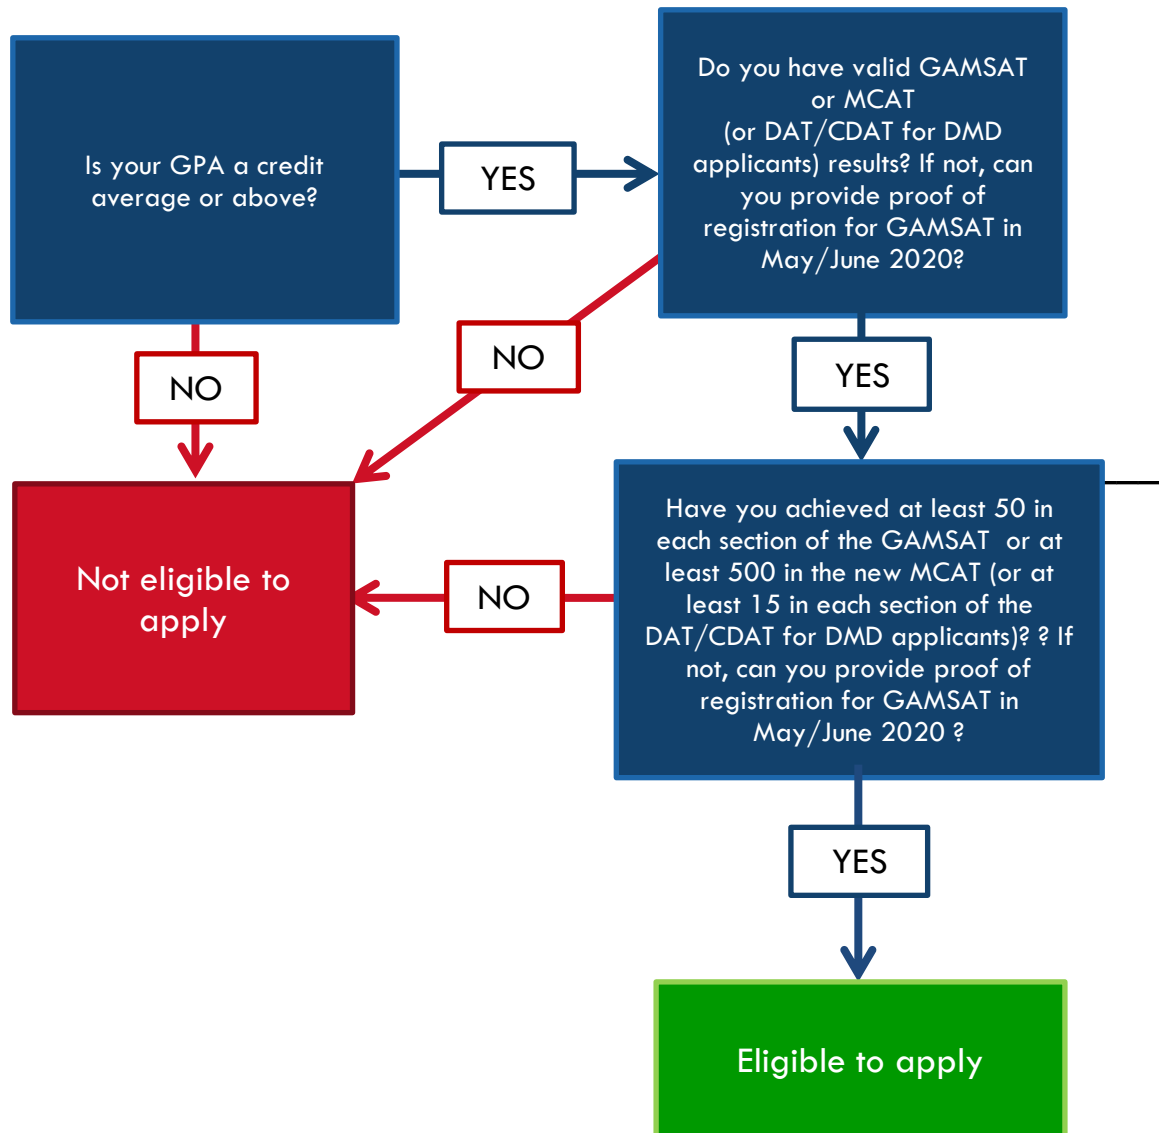 Is your GPA a credit
average or above?
YES
Do you have valid GAMSAT
or MCAT
(or DAT/CDAT for DMD
applicants) results? If not, can
you provide proof of
registration for GAMSAT in
May/June 2020?
NO
NO
YES
Not eligible to
apply
NO
Have you achieved at least 50 in
each section of the GAMSAT  or at
least 500 in the new MCAT (or at
least 15 in each section of the
DAT/CDAT for DMD applicants)? ? If
not, can you provide proof of
registration for GAMSAT in
May/June 2020 ?
YES
Eligible to apply